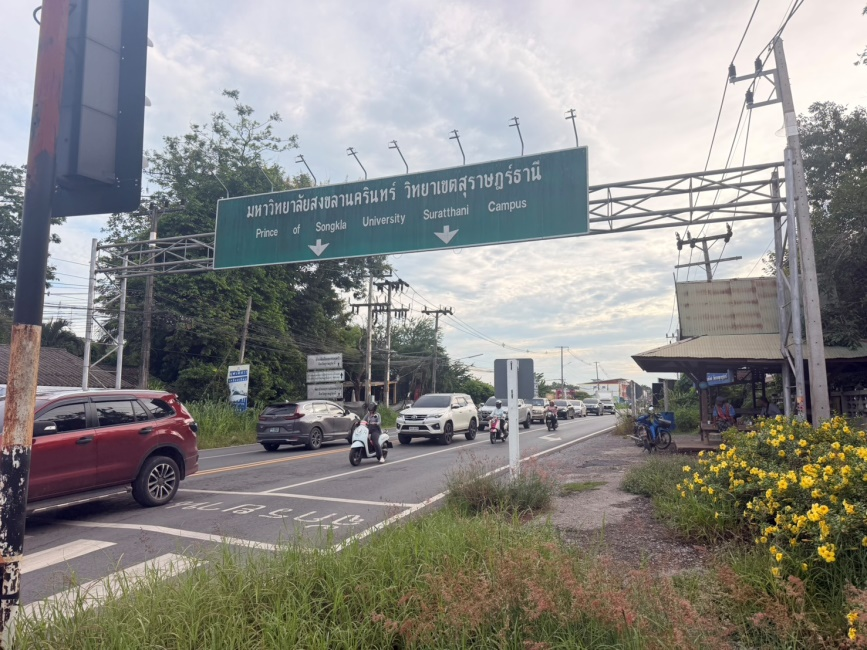 มหาวิทยาลัยสงขลานครินทร์ วิทยาเขตสุราษฎร์ธานี
Prince of Songkla University Suratthani Campus